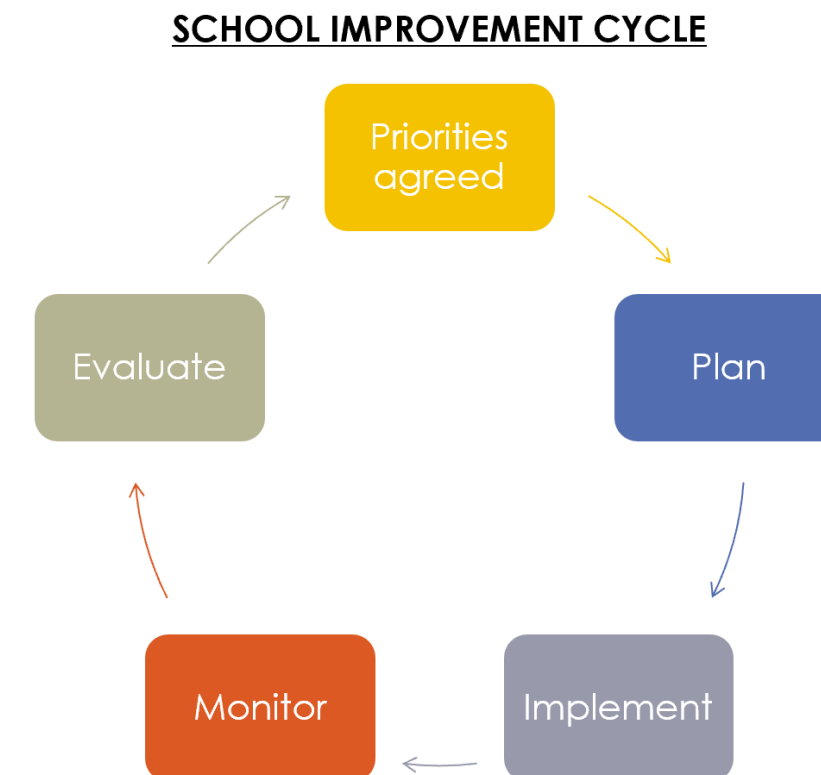 SCHOOL IMPROVEMENT CYCLE
Priorities
agreed
Plan
Implement
Monitor
Evaluate